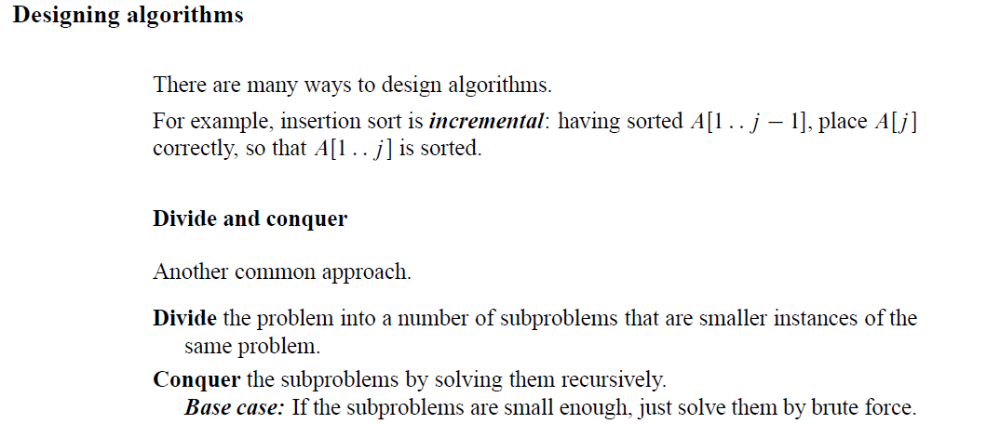 Designing algorithms
There are many ways to design algorithms.
For example, insertion sort is incremental: having sorted A[1 . . j − 1], place A[j]
correctly, so that A[1 . . j] is sorted.
Divide and conquer
Another common approach.
Divide the problem into a number of subproblems that are smaller instances of the
same problem.
Conquer the subproblems by solving them recursively.
Base case: If the subproblems are small enough, just solve them by brute force.